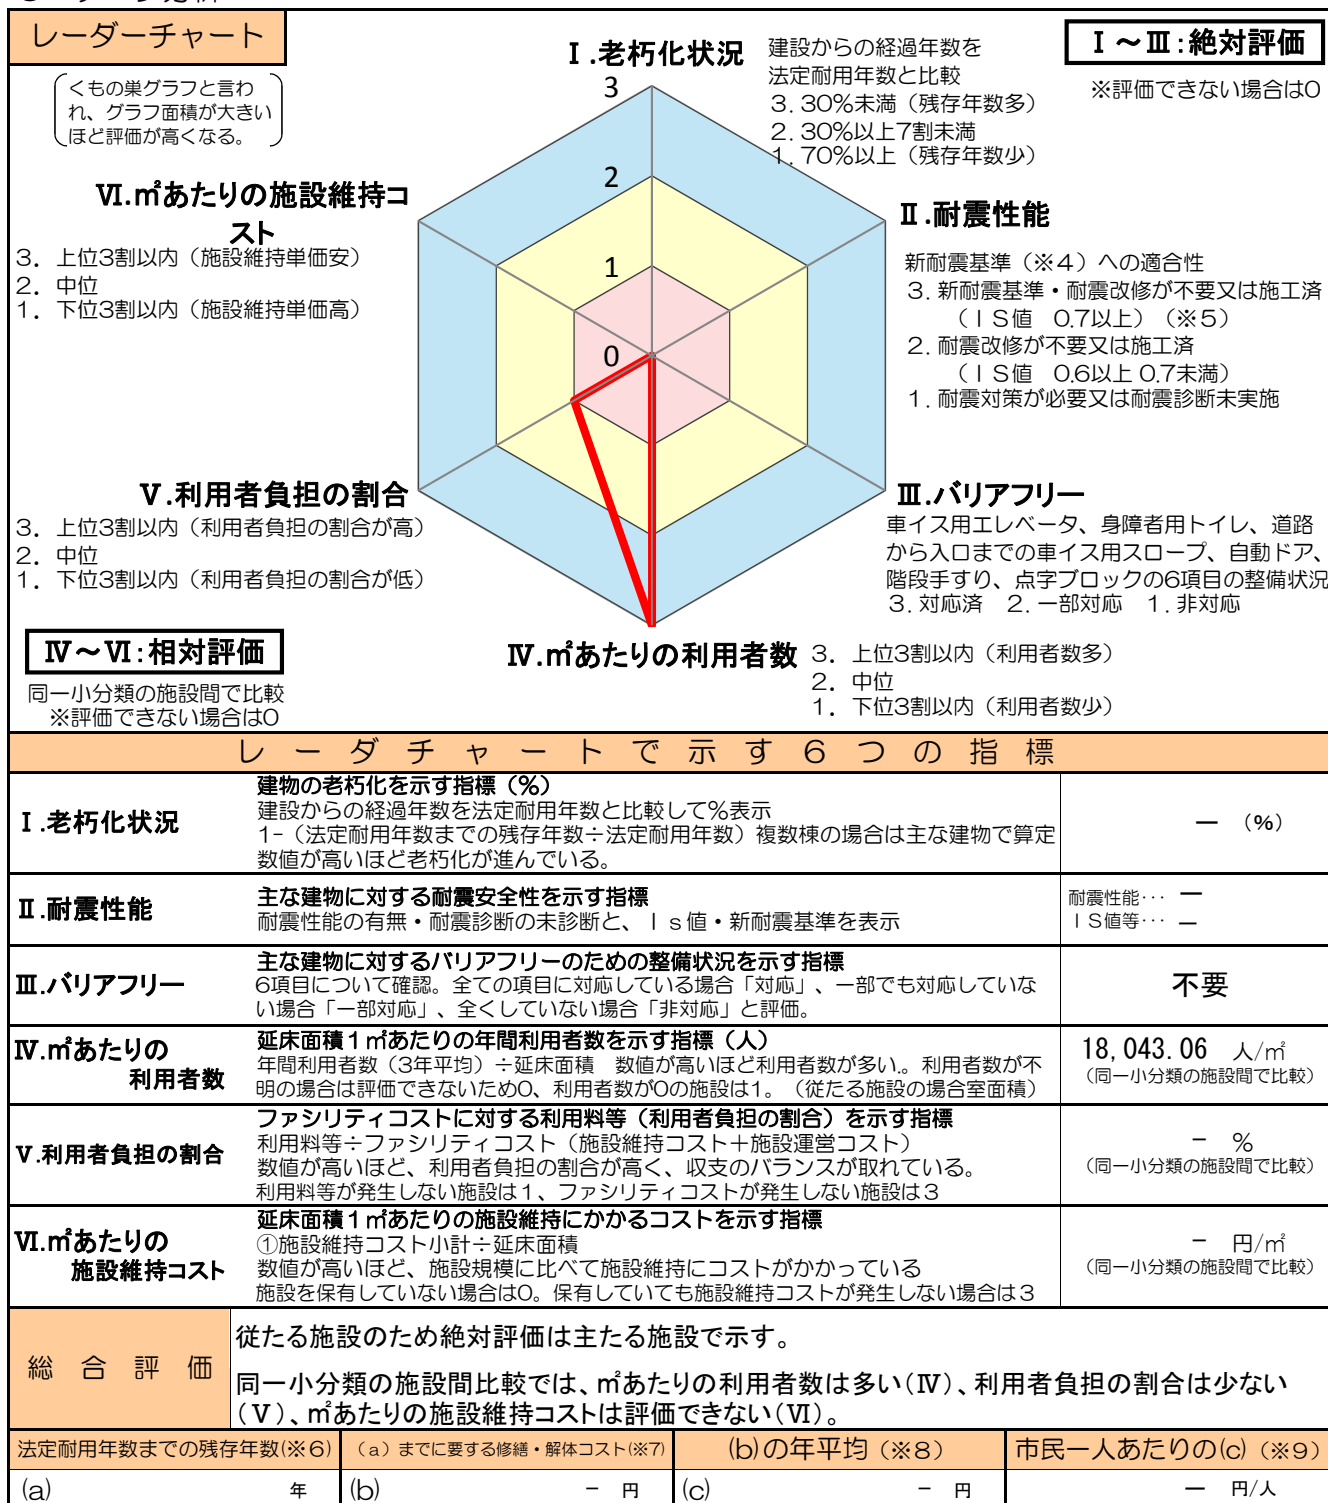 レーダーチャート
くもの巣グラフと言わ
れ、グラフ面積が大きい
ほど評価が高くなる。
Ⅰ.老朽化状況
建設からの経過年数を
法定耐用年数と比較
3. 30%未満（残存年数多）
2. 30%以上7割未満
1. 70%以上（残存年数少）
Ⅰ～Ⅲ:絶対評価
※評価できない場合は0
3
2
1
0
Ⅵ.㎡あたりの施設維持コ
スト
3. 上位3割以内（施設維持単価安）
2. 中位
1. 下位3割以内（施設維持単価高）
Ⅱ.耐震性能
新耐震基準（※４）への適合性
3. 新耐震基準・耐震改修が不要又は施工済
（ＩＳ値 0.7以上）（※５）
2. 耐震改修が不要又は施工済
（ＩＳ値 0.6以上 0.7未満）
1. 耐震対策が必要又は耐震診断未実施
Ⅴ.利用者負担の割合
3. 上位3割以内（利用者負担の割合が高）
2. 中位
1. 下位3割以内（利用者負担の割合が低）
Ⅲ.バリアフリー
車イス用エレベータ、身障者用トイレ、道路
から入口までの車イス用スロープ、自動ドア、
階段手すり、点字ブロックの6項目の整備状況
3. 対応済 2. 一部対応 1. 非対応
Ⅳ～Ⅵ:相対評価
同一小分類の施設間で比較
※評価できない場合は0
Ⅳ.㎡あたりの利用者数
3. 上位3割以内（利用者数多）
2. 中位
1. 下位3割以内（利用者数少）
レーダチャートで示す６つの指標
Ⅰ.老朽化状況
建物の老朽化を示す指標（%）
建設からの経過年数を法定耐用年数と比較して%表示
1-（法定耐用年数までの残存年数÷法定耐用年数）複数棟の場合は主な建物で算定
数値が高いほど老朽化が進んでいる。
－ （%）
Ⅱ.耐震性能
主な建物に対する耐震安全性を示す指標
耐震性能の有無・耐震診断の未診断と、Ｉｓ値・新耐震基準を表示
耐震性能… －
ＩＳ値等… －
Ⅲ.バリアフリー
主な建物に対するバリアフリーのための整備状況を示す指標
6項目について確認。全ての項目に対応している場合「対応」、一部でも対応していな
い場合「一部対応」、全くしていない場合「非対応」と評価。
不要
Ⅳ.㎡あたりの
利用者数
延床面積１㎡あたりの年間利用者数を示す指標（人）
年間利用者数（3年平均）÷延床面積 数値が高いほど利用者数が多い。利用者数が不
明の場合は評価できないため0、利用者数が0の施設は1。（従たる施設の場合室面積）
18,043.06 人/㎡
（同一小分類の施設間で比較）
Ⅴ.利用者負担の割合
ファシリティコストに対する利用料等（利用者負担の割合）を示す指標
利用料等÷ファシリティコスト（施設維持コスト＋施設運営コスト）
数値が高いほど、利用者負担の割合が高く、収支のバランスが取れている。
利用料等が発生しない施設は１、ファシリティコストが発生しない施設は３
－ %
（同一小分類の施設間で比較）
Ⅵ.㎡あたりの
施設維持コスト
延床面積１㎡あたりの施設維持にかかるコストを示す指標
①施設維持コスト小計÷延床面積
数値が高いほど、施設規模に比べて施設維持にコストがかかっている
施設を保有していない場合は0。保有していても施設維持コストが発生しない場合は３
－ 円/㎡
（同一小分類の施設間で比較）
総合評価
従たる施設のため絶対評価は主たる施設で示す。
同一小分類の施設間比較では、㎡あたりの利用者数は多い(Ⅳ)、利用者負担の割合は少ない
(Ⅴ)、㎡あたりの施設維持コストは評価できない(Ⅵ)。
法定耐用年数までの残存年数(※６)
（a）までに要する修繕・解体コスト(※7)
(b)の年平均（※８）
市民一人あたりの(c)（※９）
(a) 年
(b) － 円
(c) － 円
－ 円/人